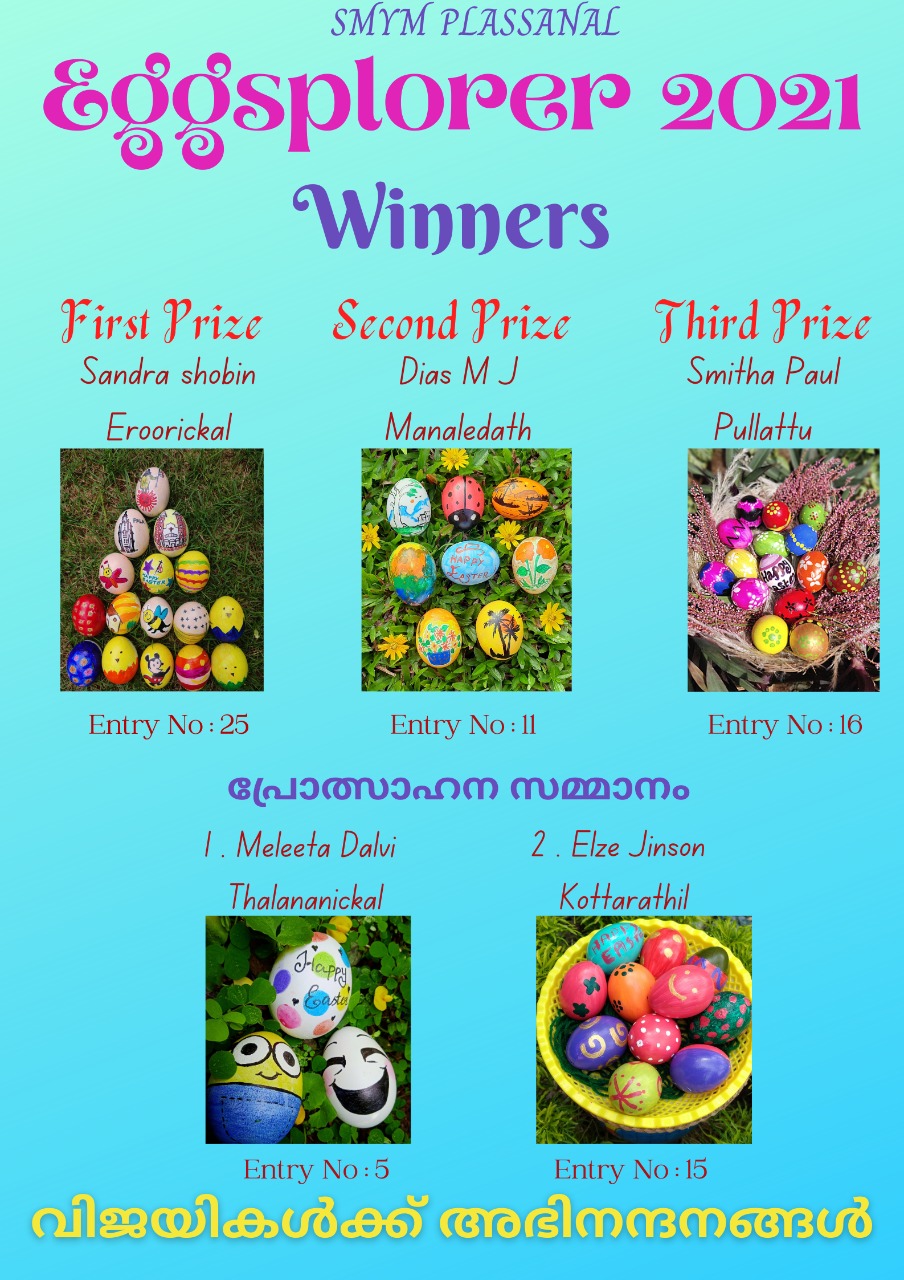 SMYM PLASSANAL
Eggsplorer 2021
Winners
First Prize
Sandra shobin
Eroorickal
Entry No : 25
Second Prize
Dias M J
Manaledath
HAPPY
EASTER
Entry No : 11
Third Prize
Smitha Paul
Pullattu
Entry No : 16
പ്രോത്സാഹന സമ്മാനം
1 . Meleeta Dalvi
Thalananickal
Happy
Easter
Entry No : 5
2 . Elze Jinson
Kottarathil
Entry No : 15
വിജയികൾക്ക് അഭിനന്ദനങ്ങൾ